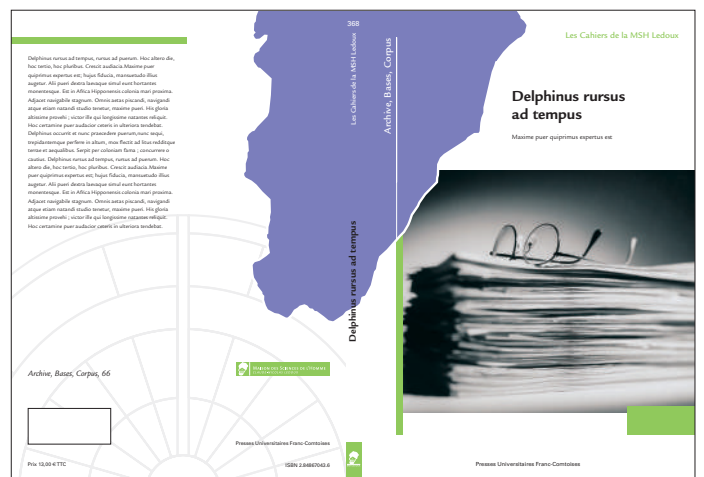 Delphinus rursus ad tempus, rursus ad puerum. Hoc altero die,
hoc tertio, hoc pluribus. Crescit audiacia.Maxime puer
quiprimus expertus est; hujus fiducia, mansuetudo illius
augetur. Alii pueri dextra laevaque simul eunt hortantes
monentesque. Est in Africa Hipponensis colonia mari proxima.
Adjacet navigabile stagnum. Omnis aetas piscandi, navigandi
atque etiam natandi studio tenetur, maxime pueri. His gloria
altissime provehi ; victor ille qui longissime natantes reliquit.
Hoc certamine puer audacior ceteris in ulteriora tendebat.
Delphinus occurrit et nunc praecedere puerum,nunc sequi,
trepidantemque perferre in altum, mox flectit ad litus redditque
terrae et aequalibus. Serpit per coloniam fama ; concurrere o
cautius. Delphinus rursus ad tempus, rursus ad puerum. Hoc
altero die, hoc tertio, hoc pluribus. Crescit audiacia.Maxime
puer quiprimus expertus est; hujus fiducia, mansuetudo illius
augetur. Alii pueri dextra laevaque simul eunt hortantes
monentesque. Est in Africa Hipponensis colonia mari proxima.
Adjacet navigabile stagnum. Omnis aetas piscandi, navigandi
atque etiam natandi studio tenetur, maxime pueri. His gloria
altissime provehi ; victor ille qui longissime natantes reliquit.
Hoc certamine puer audacior ceteris in ulteriora tendebat.
Archive, Bases, Corpus, 66
Prix 13,00 € TTC
Maison des Sciences de l'Homme
Presses Universitaires Franc-Comtoises
ISBN 2.84867043.6
368
Les Cahiers de la MSH Ledoux
Archive, Bases, Corpus
Delphinus rursus ad tempus
Les Cahiers de la MSH Ledoux
Delphinus rursus
ad tempus
Maxime puer quiprimus expertus est
Presses Universitaires Franc-Comtoises